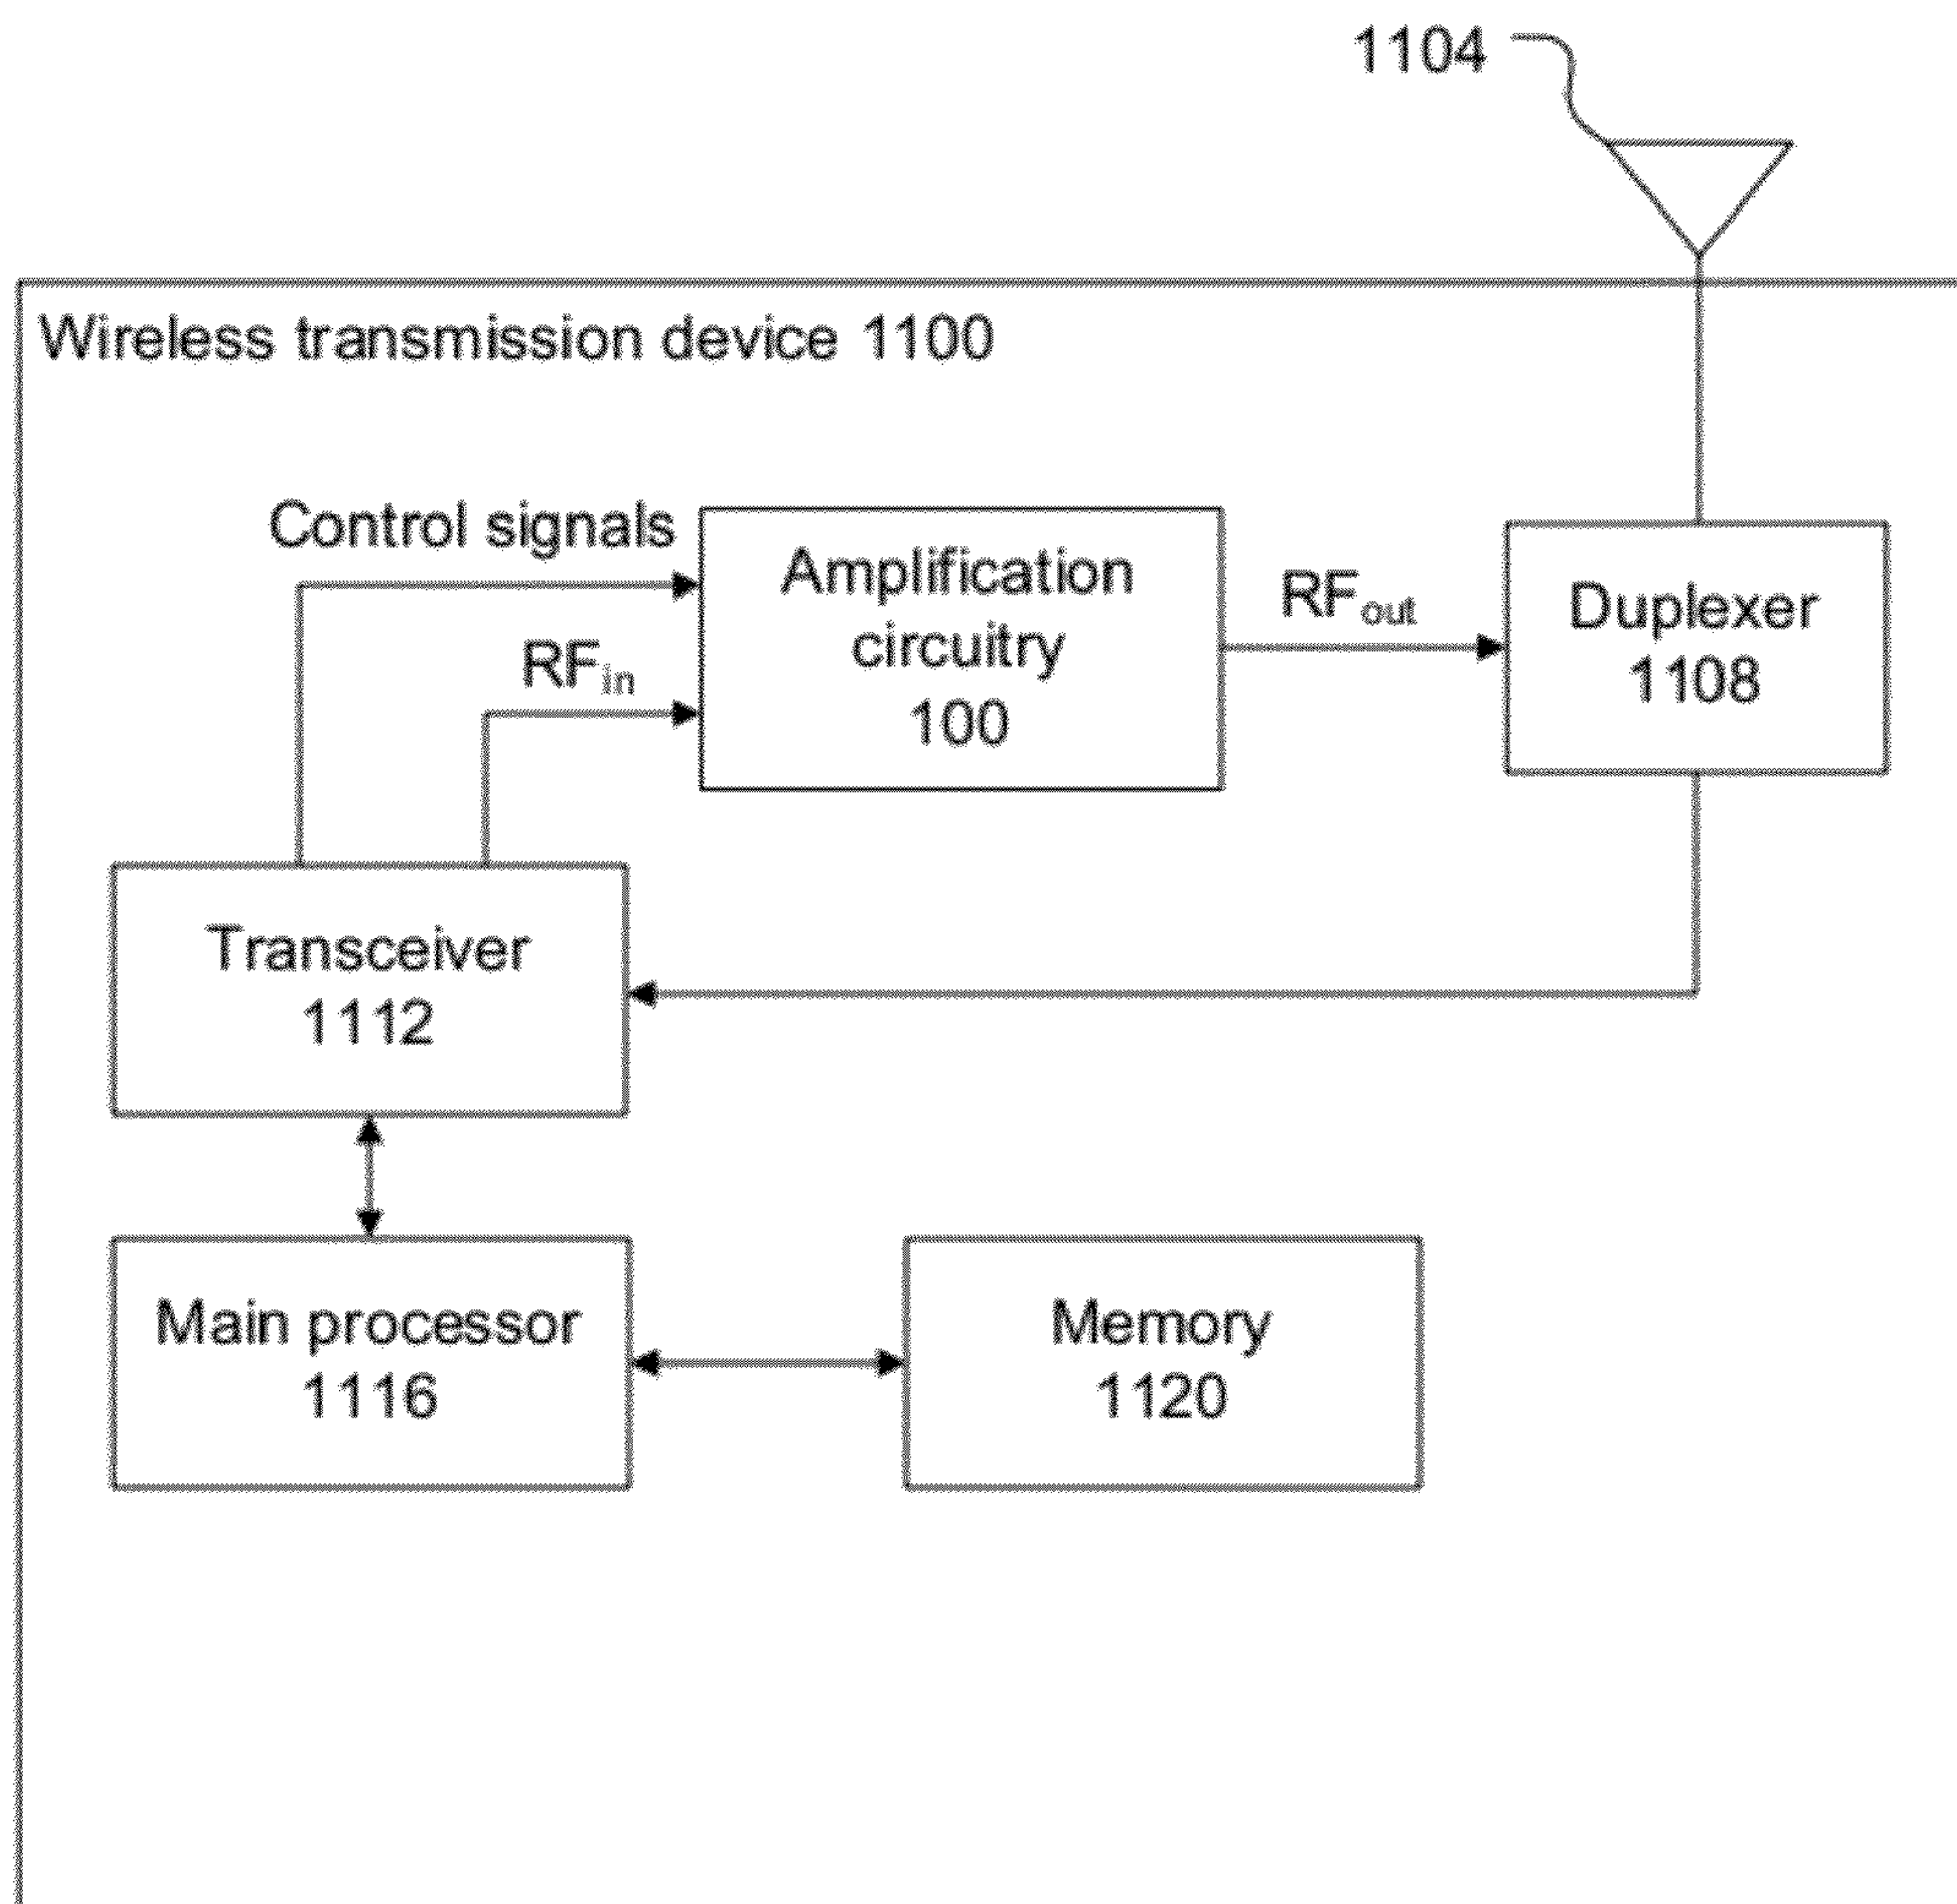 1104
Wireless transmission device 1100
Control signals
RFin
Amplification
circuitry
100
RFout
Duplexer
1108
Transceiver
1112
Main processor
1116
Memory
1120